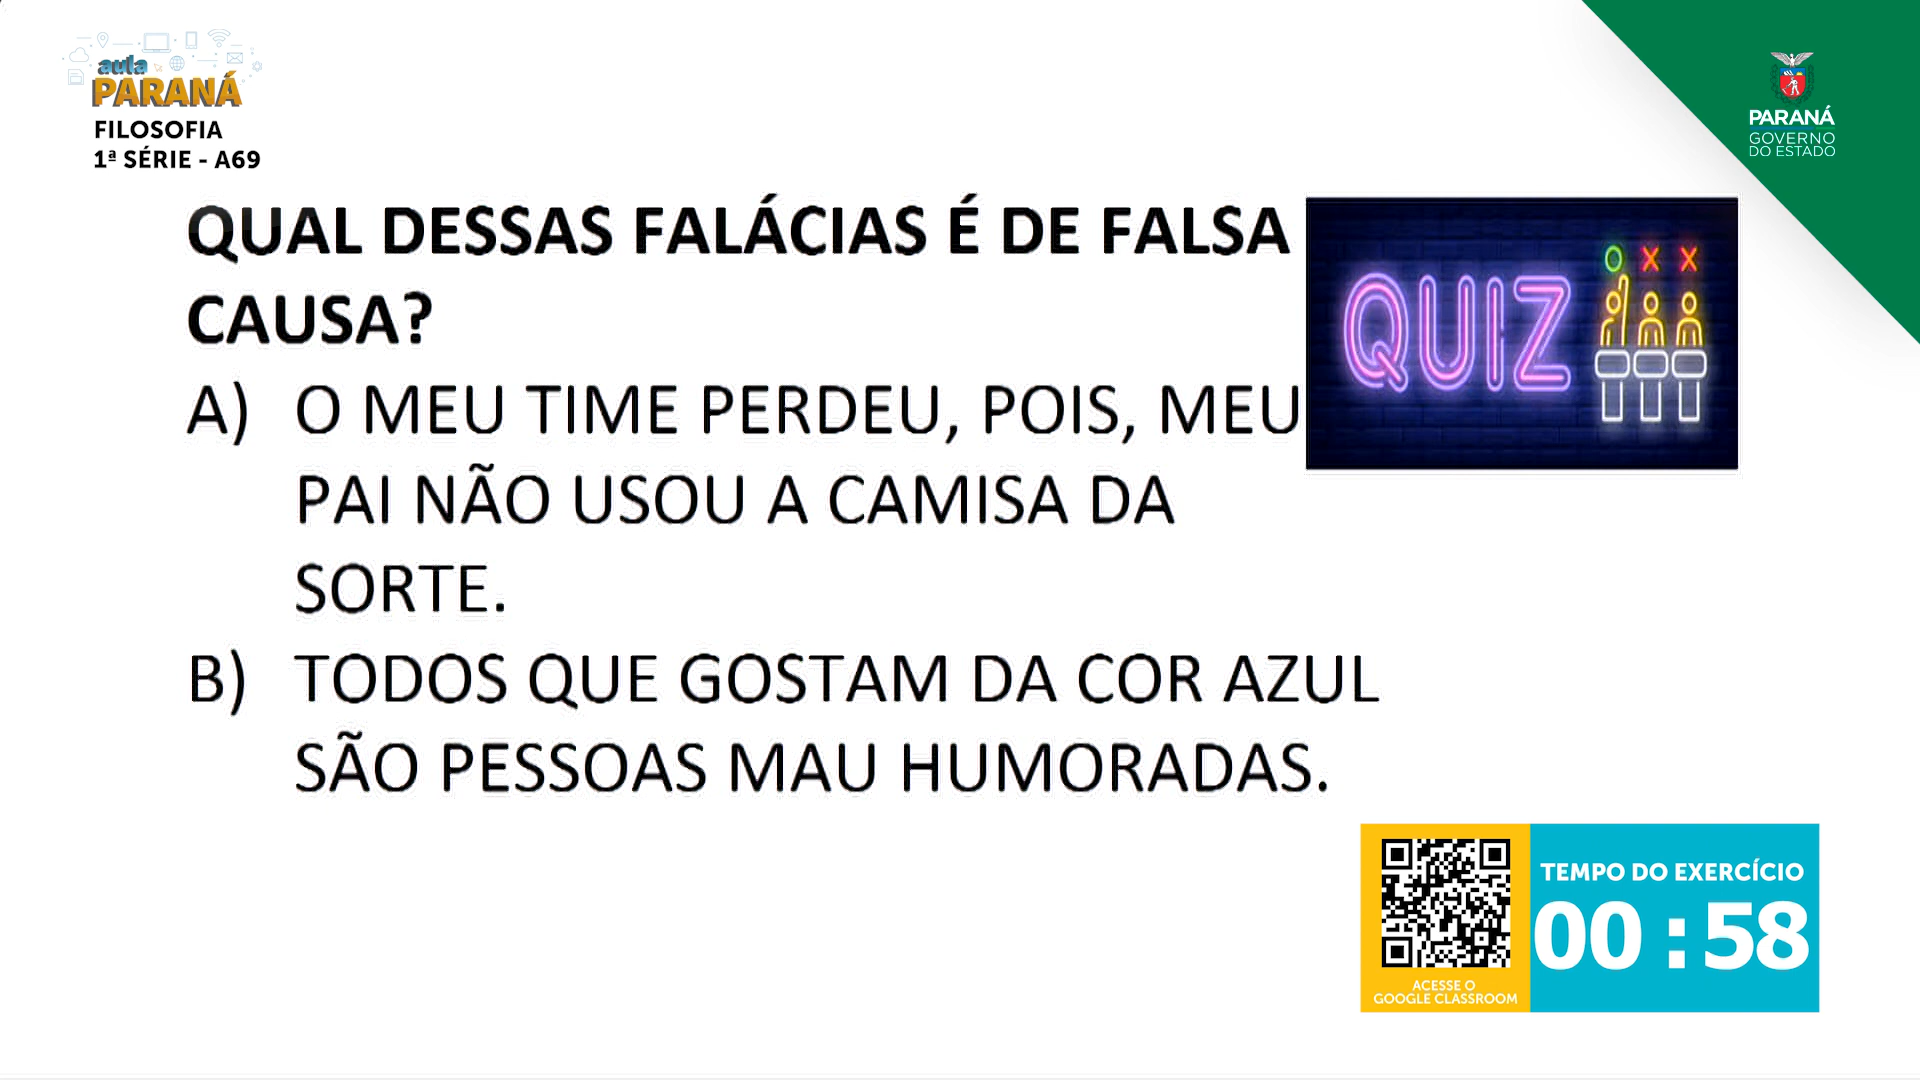 aula
PARANÁ
FILOSOFIA
1ª SÉRIE - A69
PARANÁ
GOVERNO
DO ESTADO
QUAL DESSAS FALÁCIAS É DE FALSA
CAUSA?
A) O MEU TIME PERDEU, POIS, MEU
PAI NÃO USOU A CAMISA DA
SORTE.
B) TODOS QUE GOSTAM DA COR AZUL
SÃO PESSOAS MAU HUMORADAS.
QUIZ
TEMPO DO EXERCÍCIO
00:58
ACESSE O
GOOGLE CLASSROOM